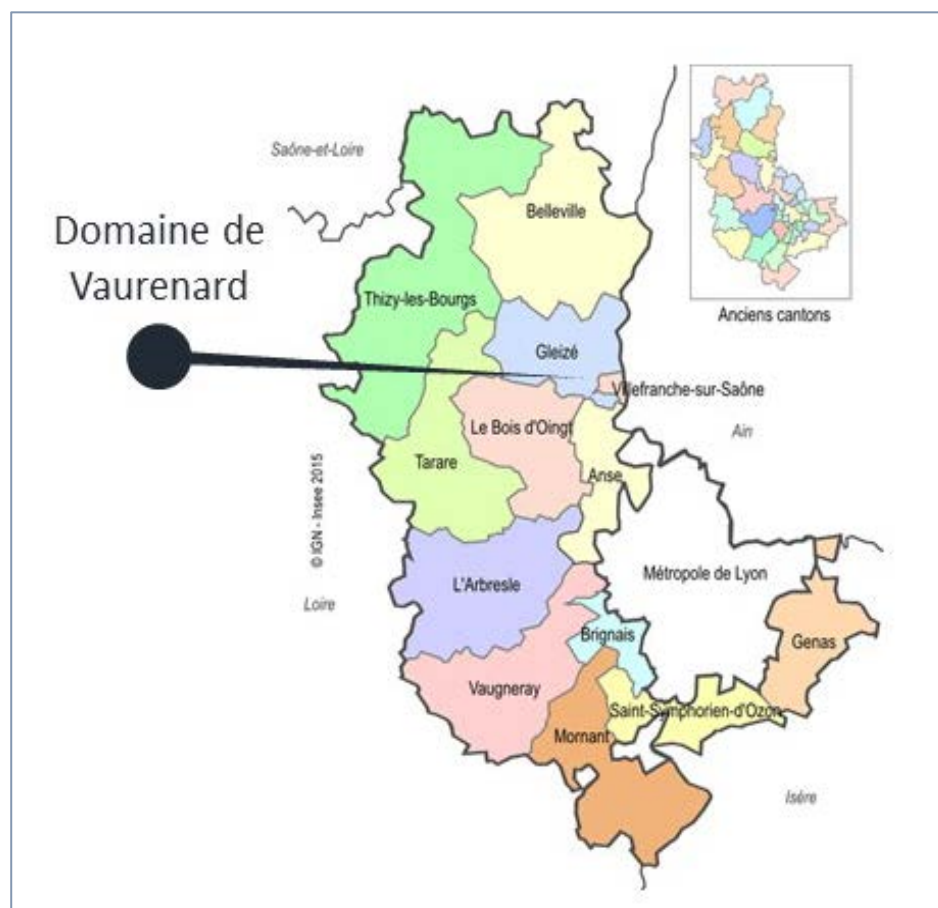 Saône-et-Loire
Domaine de
Vaurenard
Belleville
Thizy-les-Bourgs
Anciens cantons
Gleizé
Villefranche-sur-Saône
Le Bois d'Oingt
Ain
Tarare
Anse
© IGN - Insee 2015
Métropole de Lyon
L'Arbresle
Loire
Brignais
Genas
Vaugneray
Saint-Symphorien-d'Ozon
Mornant
Isère